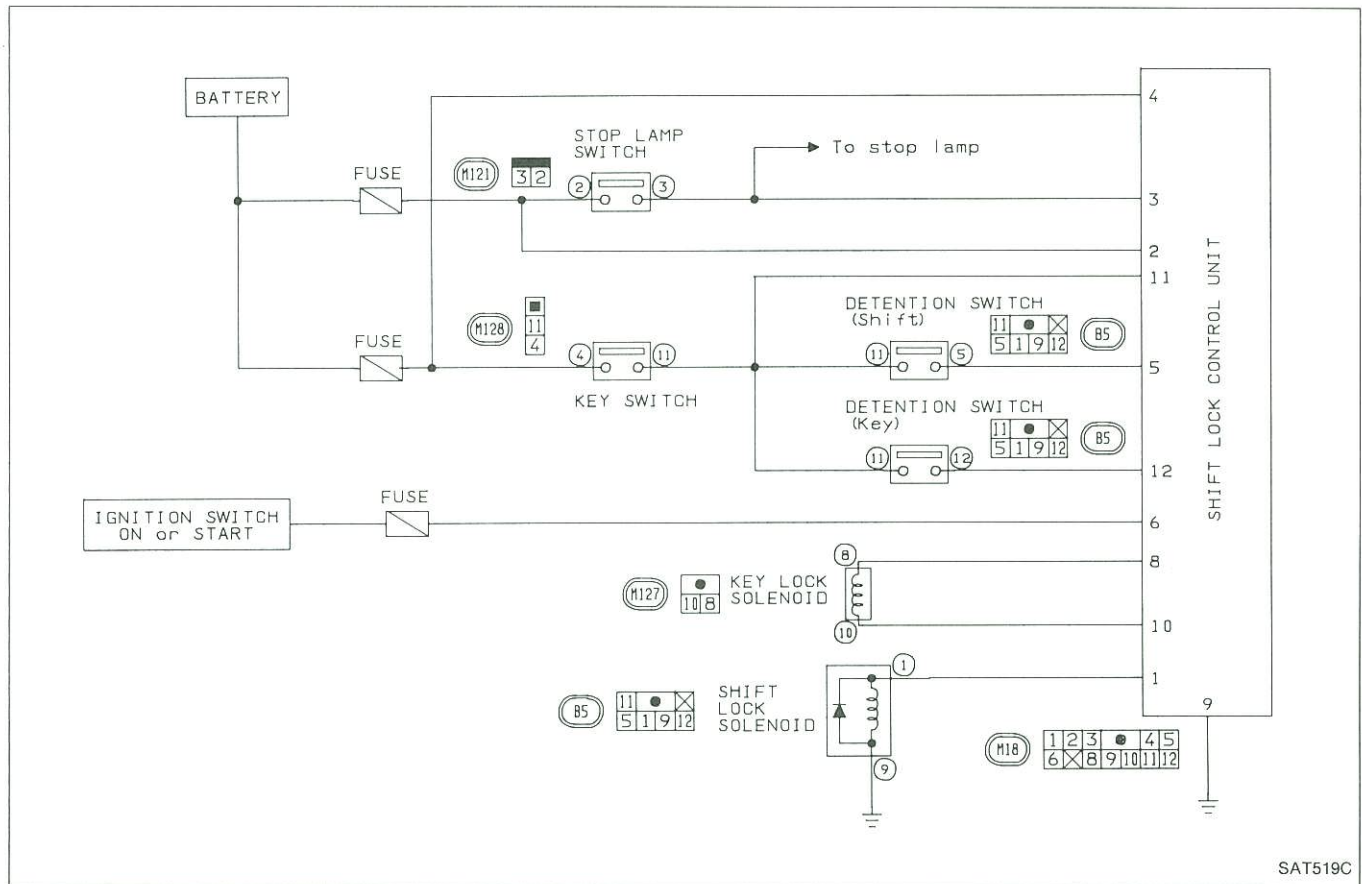 BATTERY
4
STOP LAMP
SWITCH
To stop lamp
FUSE
M121
3 2
2
3
3
2
11
DETENTION SWITCH
(Shift)
11
5 1 9 12
B5
M128
11
4
FUSE
4
11
11
5
5
KEY SWITCH
DETENTION SWITCH
(Key)
11
5 1 9 12
B5
11
12
12
SHIFT LOCK CONTROL UNIT
FUSE
IGNITION SWITCH
ON or START
6
8
8
M127
10 8
KEY LOCK
SOLENOID
10
10
1
1
B5
11
5 1 9 12
SHIFT
LOCK
SOLENOID
9
9
M18
1 2 3 4 5
6 8 9 10 11 12
SAT519C